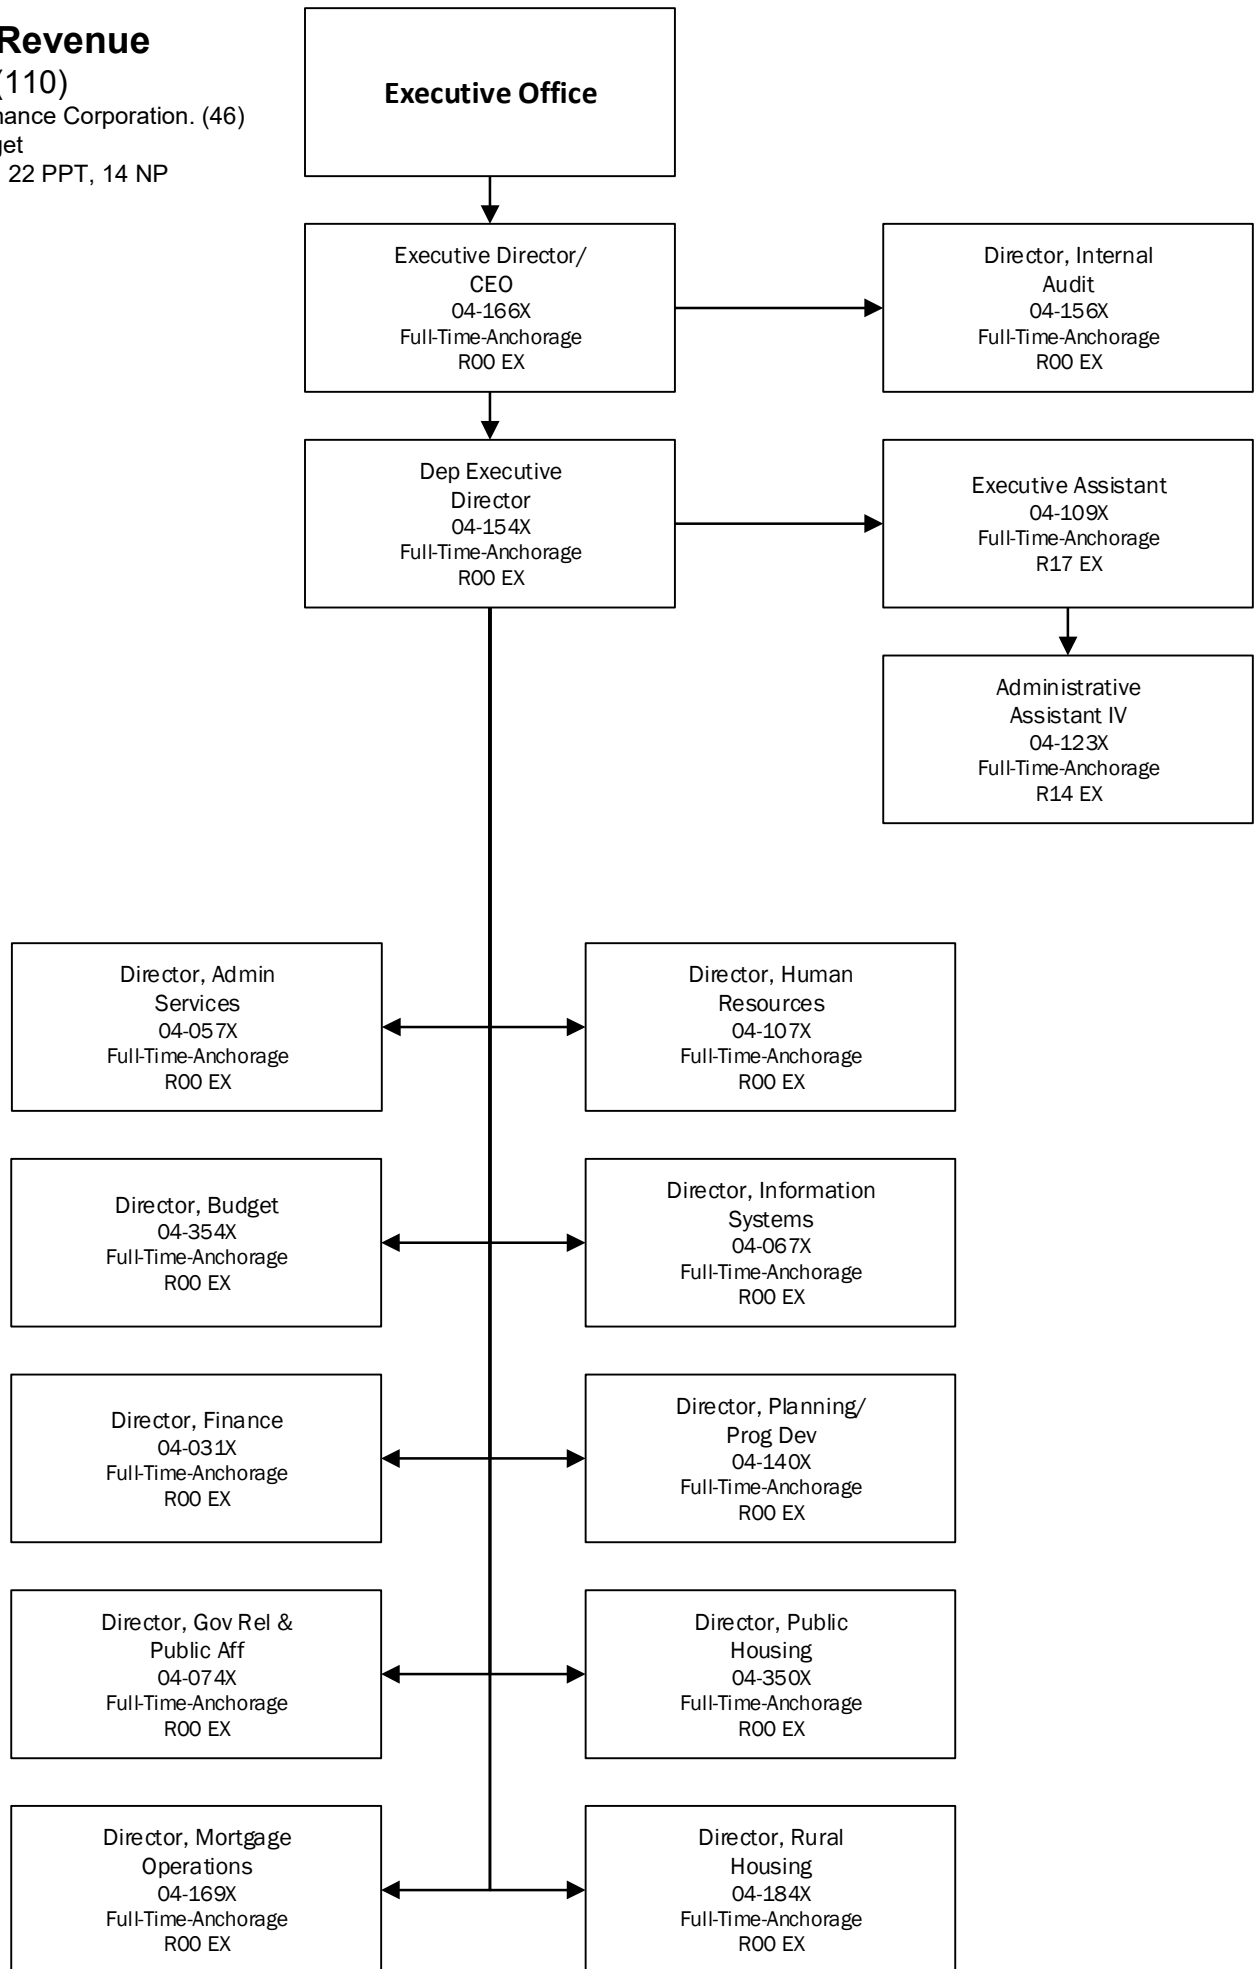 Revenue
(110)
nance Corporation. (46)
get
22 PPT, 14 NP
Executive Office
Executive Director/
CEO
04-166X
Full-Time-Anchorage
R00 EX
Director, Internal
Audit
04-156X
Full-Time-Anchorage
R00 EX
Dep Executive
Director
04-154X
Full-Time-Anchorage
R00 EX
Executive Assistant
04-109X
Full-Time-Anchorage
R17 EX
Administrative
Assistant IV
04-123X
Full-Time-Anchorage
R14 EX
Director, Admin
Services
04-057X
Full-Time-Anchorage
R00 EX
Director, Human
Resources
04-107X
Full-Time-Anchorage
R00 EX
Director, Budget
04-354X
Full-Time-Anchorage
R00 EX
Director, Information
Systems
04-067X
Full-Time-Anchorage
R00 EX
Director, Finance
04-031X
Full-Time-Anchorage
R00 EX
Director, Planning/
Prog Dev
04-140X
Full-Time-Anchorage
R00 EX
Director, Gov Rel &
Public Aff
04-074X
Full-Time-Anchorage
R00 EX
Director, Public
Housing
04-350X
Full-Time-Anchorage
R00 EX
Director, Mortgage
Operations
04-169X
Full-Time-Anchorage
R00 EX
Director, Rural
Housing
04-184X
Full-Time-Anchorage
R00 EX